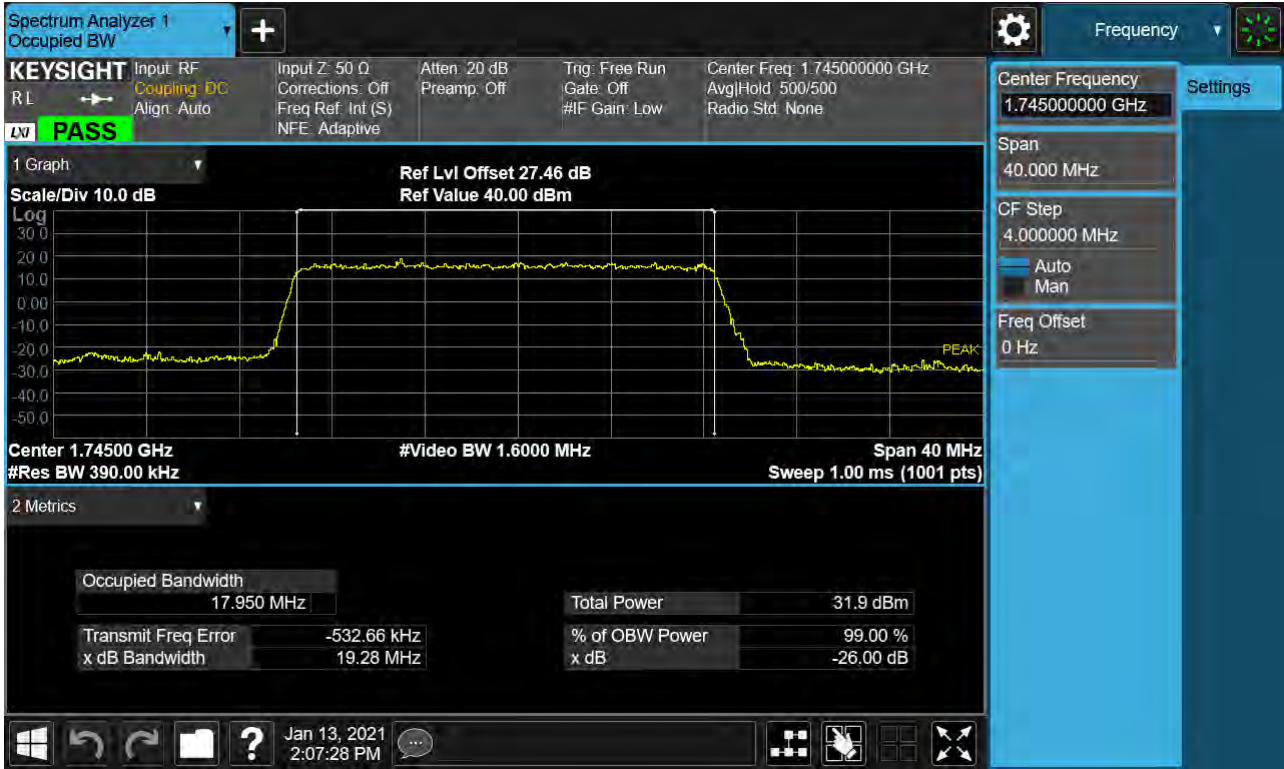 Spectrum Analyzer 1
Occupied BW
Frequency
KEYSIGHT
R L
LXI
PASS
Input: RF
Coupling: DC
Align: Auto
Input Z: 50 Ω
Corrections: Off
Freq Ref: Int (S)
NFE: Adaptive
Atten: 20 dB
Preamp: Off
Trig: Free Run
Gate: Off
#IF Gain: Low
Center Freq: 1.745000000 GHz
Avg|Hold: 500/500
Radio Std: None
Center Frequency
1.745000000 GHz
Settings
Span
40.000 MHz
CF Step
4.000000 MHz
Auto
Man
Freq Offset
0 Hz
1 Graph
Scale/Div 10.0 dB
Ref Lvl Offset 27.46 dB
Ref Value 40.00 dBm
Log
30.0
20.0
10.0
0.00
-10.0
-20.0
-30.0
-40.0
-50.0
PEAK
Center 1.74500 GHz
#Video BW 1.6000 MHz
Span 40 MHz
#Res BW 390.00 kHz
Sweep 1.00 ms (1001 pts)
2 Metrics
Occupied Bandwidth
17.950 MHz
Total Power 31.9 dBm
Transmit Freq Error -532.66 kHz
% of OBW Power 99.00 %
x dB Bandwidth 19.28 MHz
x dB -26.00 dB
?
Jan 13, 2021
2:07:28 PM